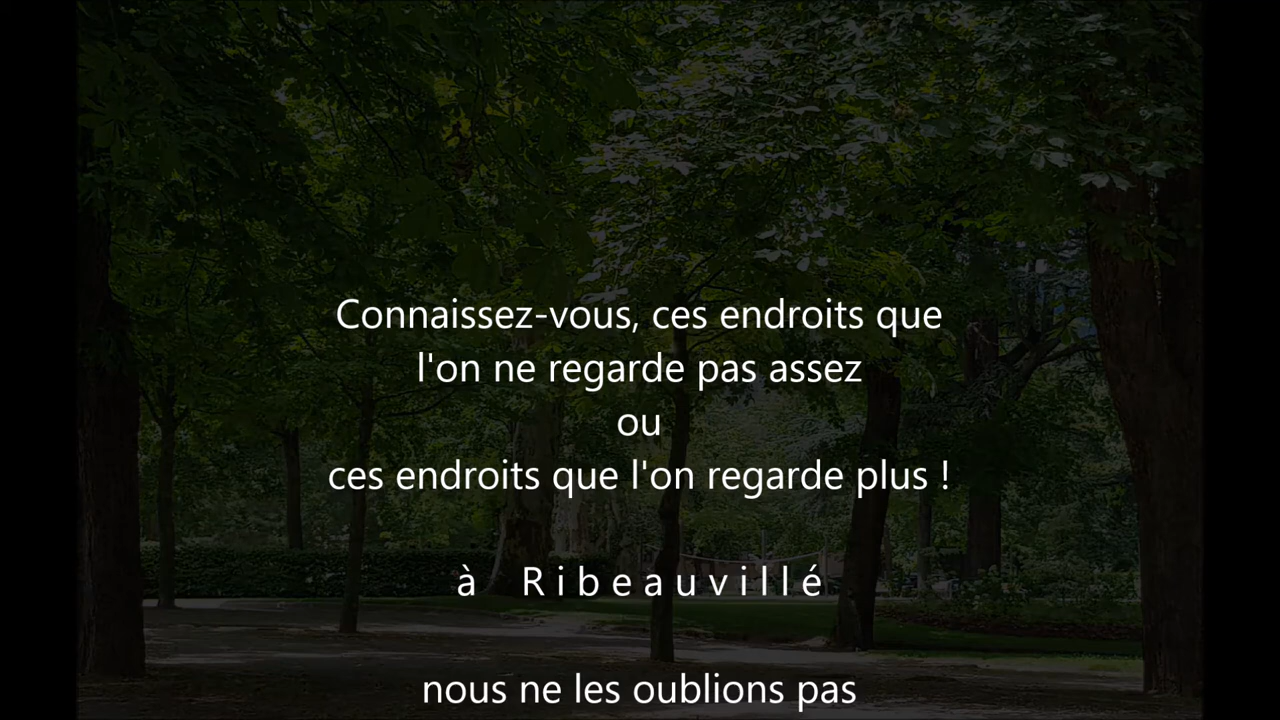 Connaissez-vous, ces endroits que
l'on ne regarde pas assez
ou
ces endroits que l'on regarde plus !
à Ribeauvillé
nous ne les oublions pas